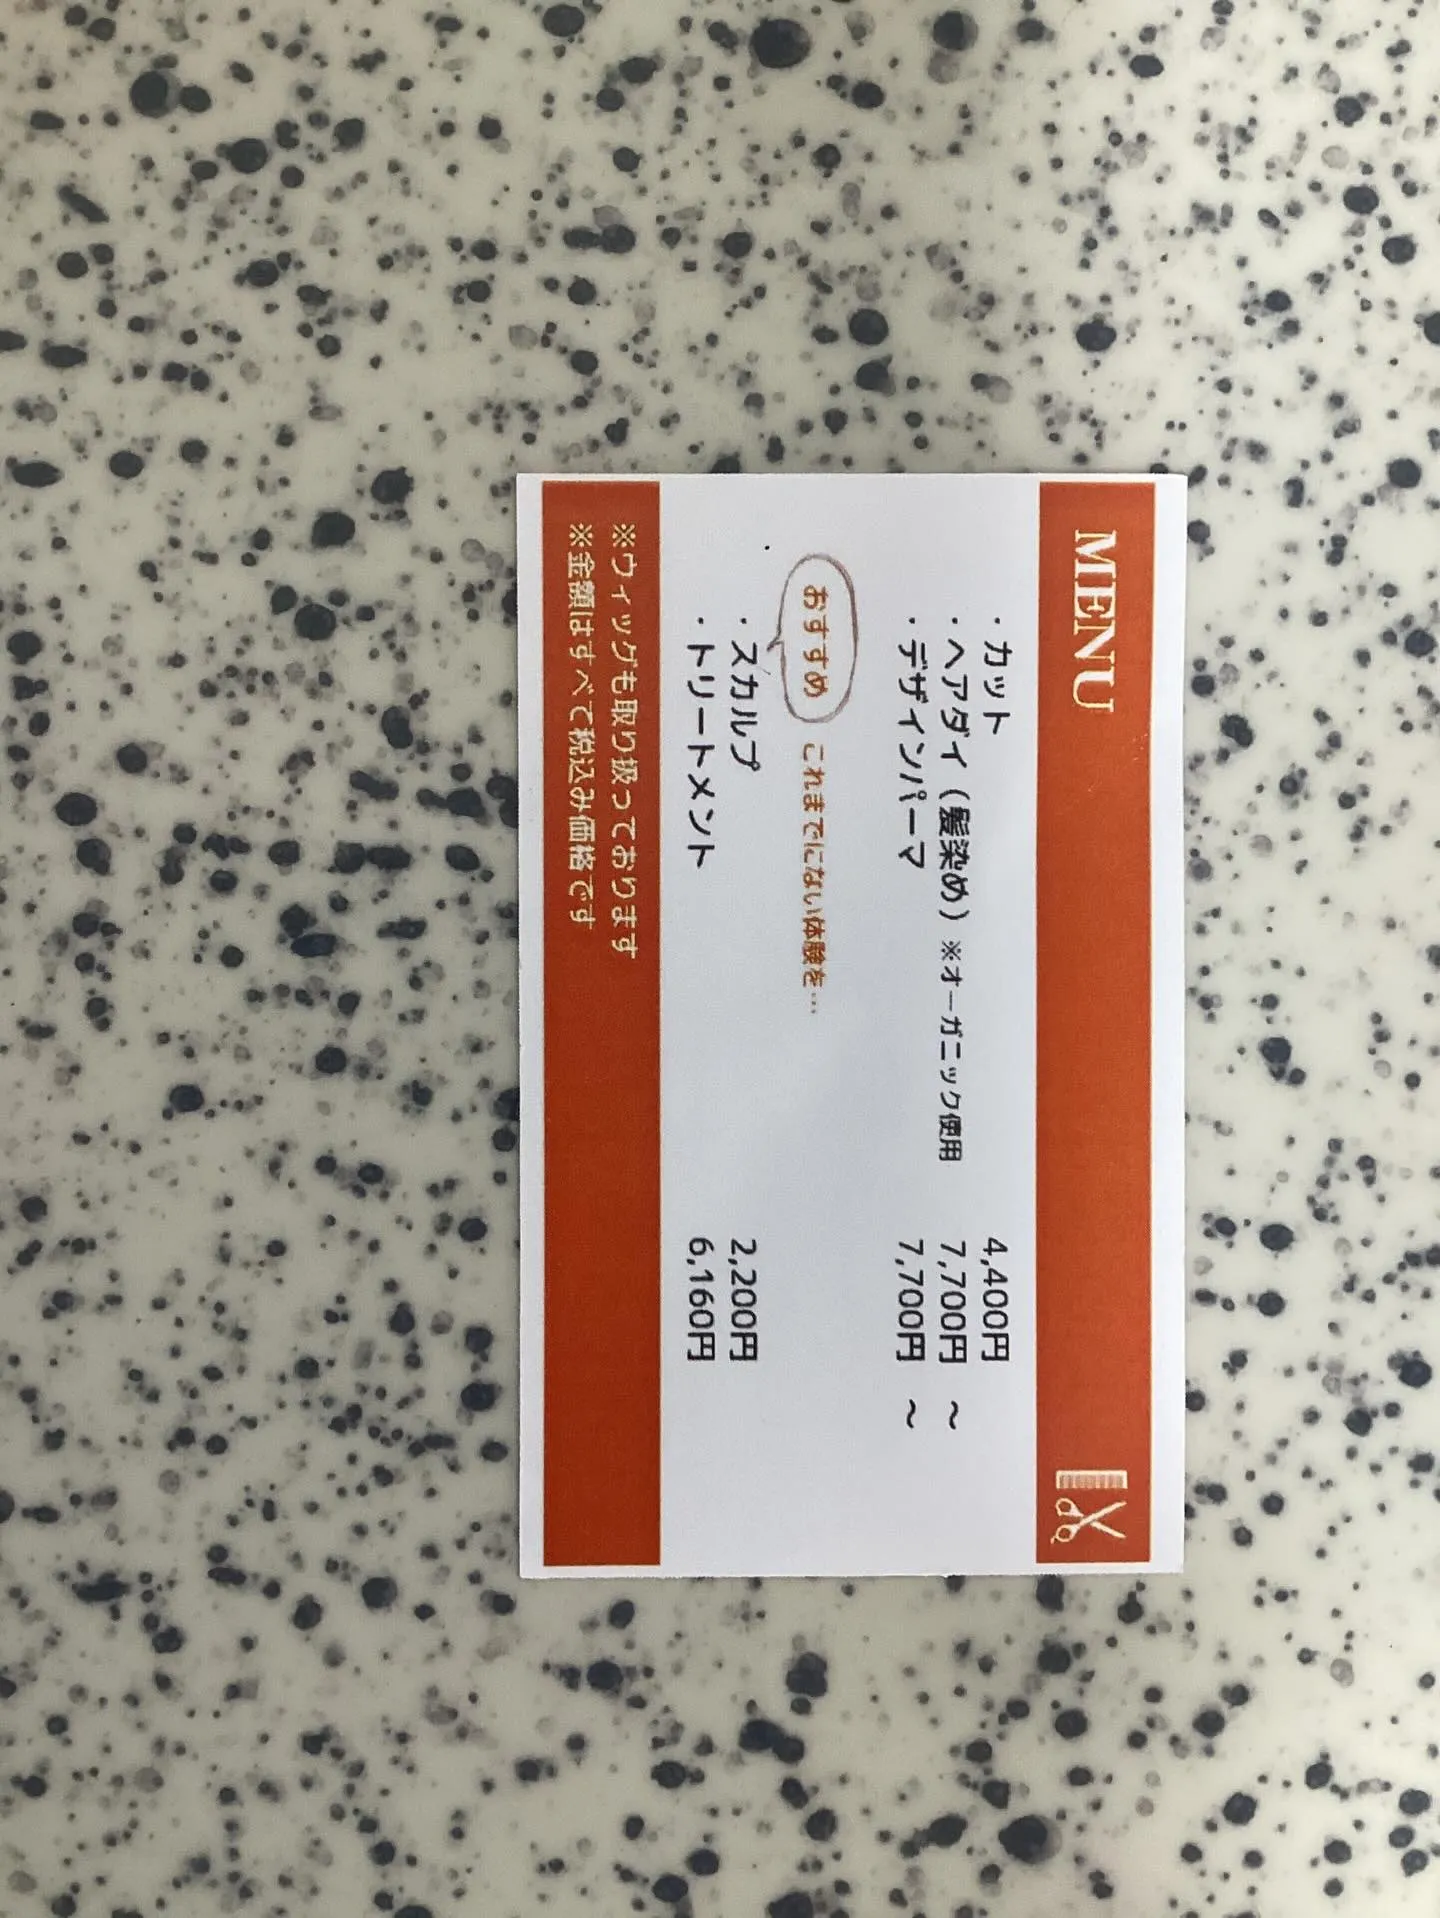 MENU
・カット 4,400円
・ヘアダイ（髪染め）※オーガニック使用 7,700円 ～
・デザインパーマ 7,700円 ～
おすすめ これまでにない体験を…
・スカルプ 2,200円
・トリートメント 6,160円
※ウィッグも取り扱っております
※金額はすべて税込み価格です